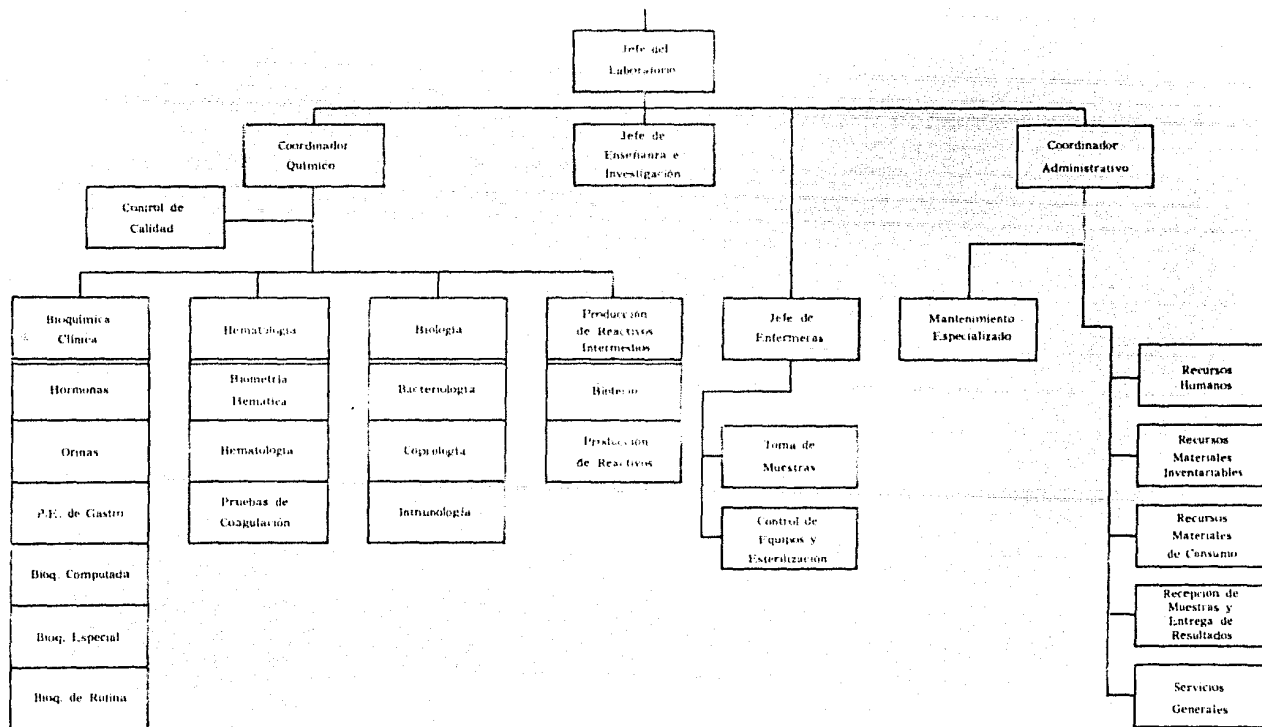 Jefe del
Laboratorio
Coordinador
Químico
Jefe de
Enseñanza e
Investigación
Coordinador
Administrativo
Control de
Calidad
Bioquímica
Clínica
Hormonas
Orinas
P.E. de Gastro
Bioq. Computada
Bioq. Especial
Bioq. de Rutina
Hematología
Biometría
Hematica
Hematología
Pruebas de
Coagulación
Biología
Bacteriología
Coprología
Inmunología
Producción
de Reactivos
Intermedios
Bioterio
Producción
de Reactivos
Jefe de
Enfermeras
Toma de
Muestras
Control de
Equipos y
Esterilización
Mantenimiento
Especializado
Recursos
Humanos
Recursos
Materiales
Inventariables
Recursos
Materiales
de Consumo
Recepción de
Muestras y
Entrega de
Resultados
Servicios
Generales